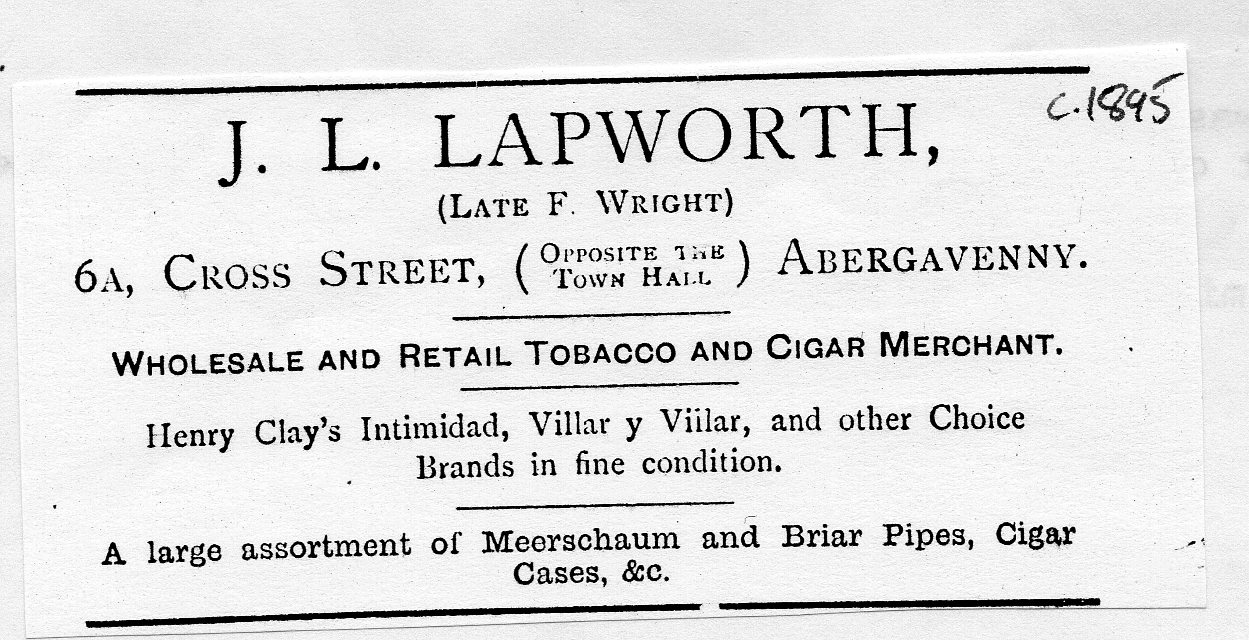 c.1895
J. L. LAPWORTH,
(LATE F. WRIGHT)
6A, CROSS STREET, (OPPOSITE THE TOWN HALL) ABERGAVENNY.
WHOLESALE AND RETAIL TOBACCO AND CIGAR MERCHANT.
Henry Clay's Intimidad, Villar y Villar, and other Choice
Brands in fine condition.
A large assortment of Meerschaum and Briar Pipes, Cigar
Cases, &c.